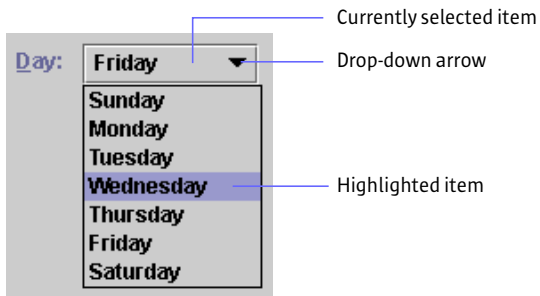 Currently selected item
Day: Friday
Drop-down arrow
Sunday
Monday
Tuesday
Wednesday
Highlighted item
Thursday
Friday
Saturday